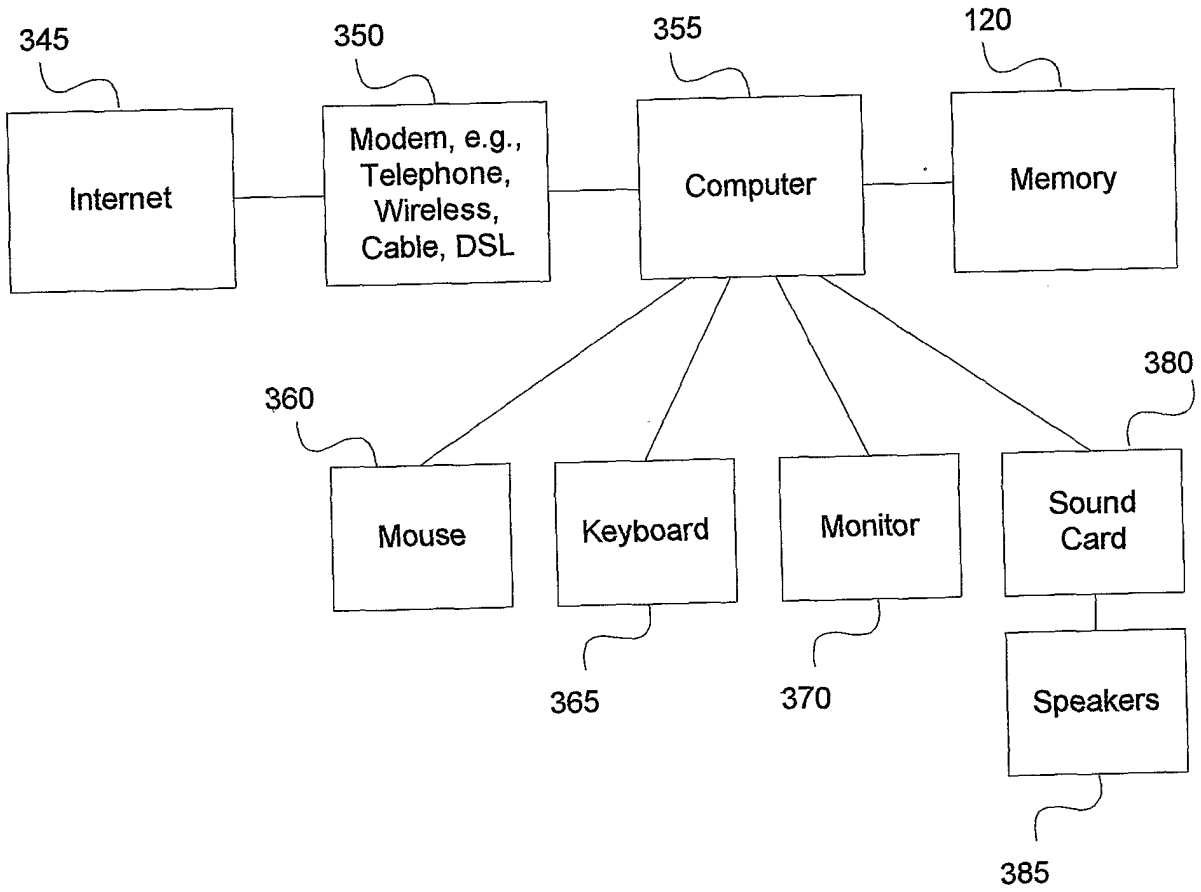 345
350
355
120
Internet
Modem, e.g.,
Telephone,
Wireless,
Cable, DSL
Computer
Memory
360
380
Mouse
Keyboard
Monitor
Sound
Card
365
370
Speakers
385